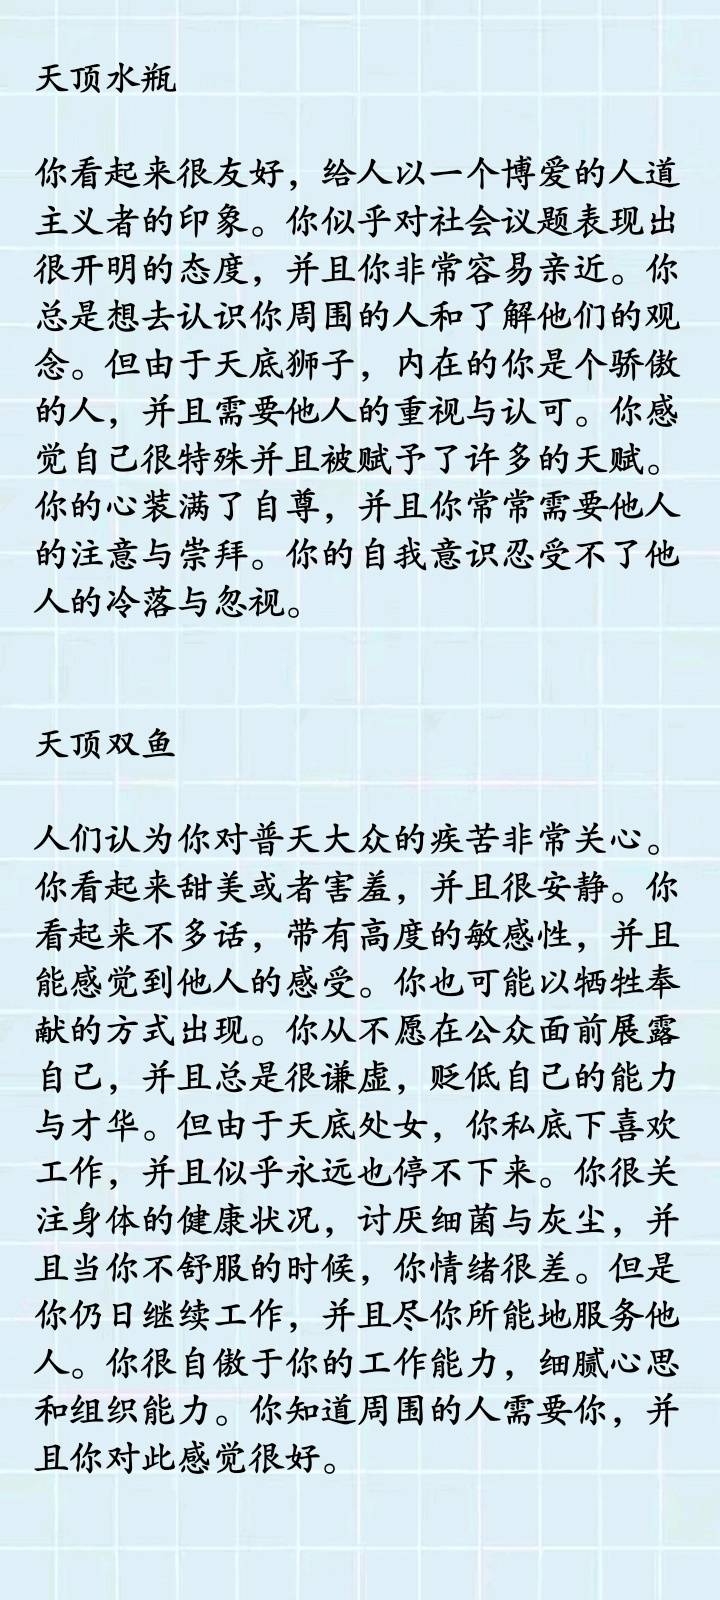 天顶水瓶
你看起来很友好，给人以一个博爱的人道
主义者的印象。你似乎对社会议题表现出
很开明的态度，并且你非常容易亲近。你
总是想去认识你周围的人和了解他们的观
念。但由于天底狮子，内在的你是个骄傲
的人，并且需要他人的重视与认可。你感
觉自己很特殊并且被赋予了许多的天赋。
你的心装满了自尊，并且你常常需要他人
的注意与崇拜。你的自我意识忍受不了他
人的冷落与忽视。
天顶双鱼
人们认为你对普天大众的疾苦非常关心。
你看起来甜美或者害羞，并且很安静。你
看起来不多话，带有高度的敏感性，并且
能感觉到他人的感受。你也可能以牺牲奉
献的方式出现。你从不愿在公众面前展露
自己，并且总是很谦虚，贬低自己的能力
与才华。但由于天底处女，你私底下喜欢
工作，并且似乎永远也停不下来。你很关
注身体的健康状况，讨厌细菌与灰尘，并
且当你不舒服的时候，你情绪很差。但是
你仍日继续工作，并且尽你所能地服务他
人。你很自傲于你的工作能力，细腻心思
和组织能力。你知道周围的人需要你，并
且你对此感觉很好。